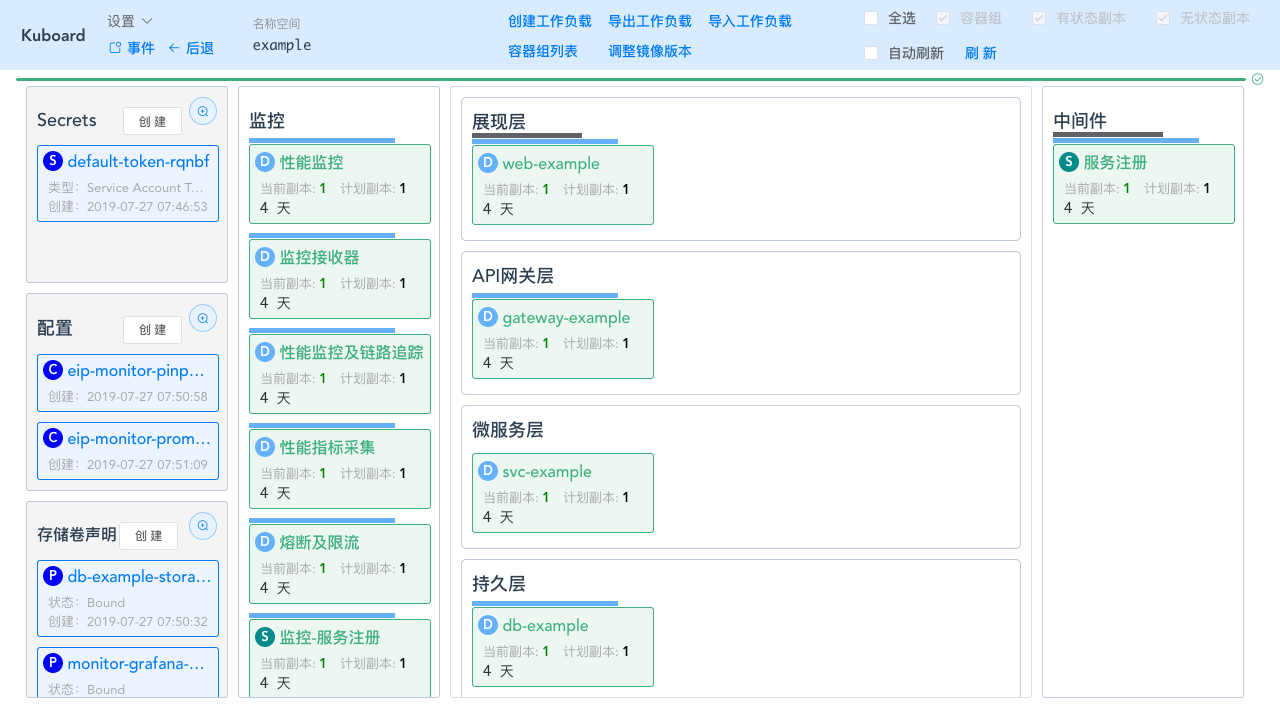 Kuboard
设置
事件 后退
名称空间
example
创建工作负载 导出工作负载 导入工作负载
容器组列表 调整镜像版本
全选 容器组 有状态副本 无状态副本
自动刷新 刷 新
Secrets 创 建
S default-token-rqnbf
类型：Service Account T...
创建：2019-07-27 07:46:53
配置 创 建
C eip-monitor-pinp...
创建：2019-07-27 07:50:58
C eip-monitor-prom...
创建：2019-07-27 07:51:09
存储卷声明 创 建
P db-example-stora...
状态：Bound
创建：2019-07-27 07:50:32
P monitor-grafana-...
状态：Bound
监控
D 性能监控
当前副本: 1 计划副本: 1
4 天
D 监控接收器
当前副本: 1 计划副本: 1
4 天
D 性能监控及链路追踪
当前副本: 1 计划副本: 1
4 天
D 性能指标采集
当前副本: 1 计划副本: 1
4 天
D 熔断及限流
当前副本: 1 计划副本: 1
4 天
S 监控-服务注册
当前副本: 1 计划副本: 1
4 天
展现层
D web-example
当前副本: 1 计划副本: 1
4 天
API网关层
D gateway-example
当前副本: 1 计划副本: 1
4 天
微服务层
D svc-example
当前副本: 1 计划副本: 1
4 天
持久层
D db-example
当前副本: 1 计划副本: 1
4 天
中间件
S 服务注册
当前副本: 1 计划副本: 1
4 天